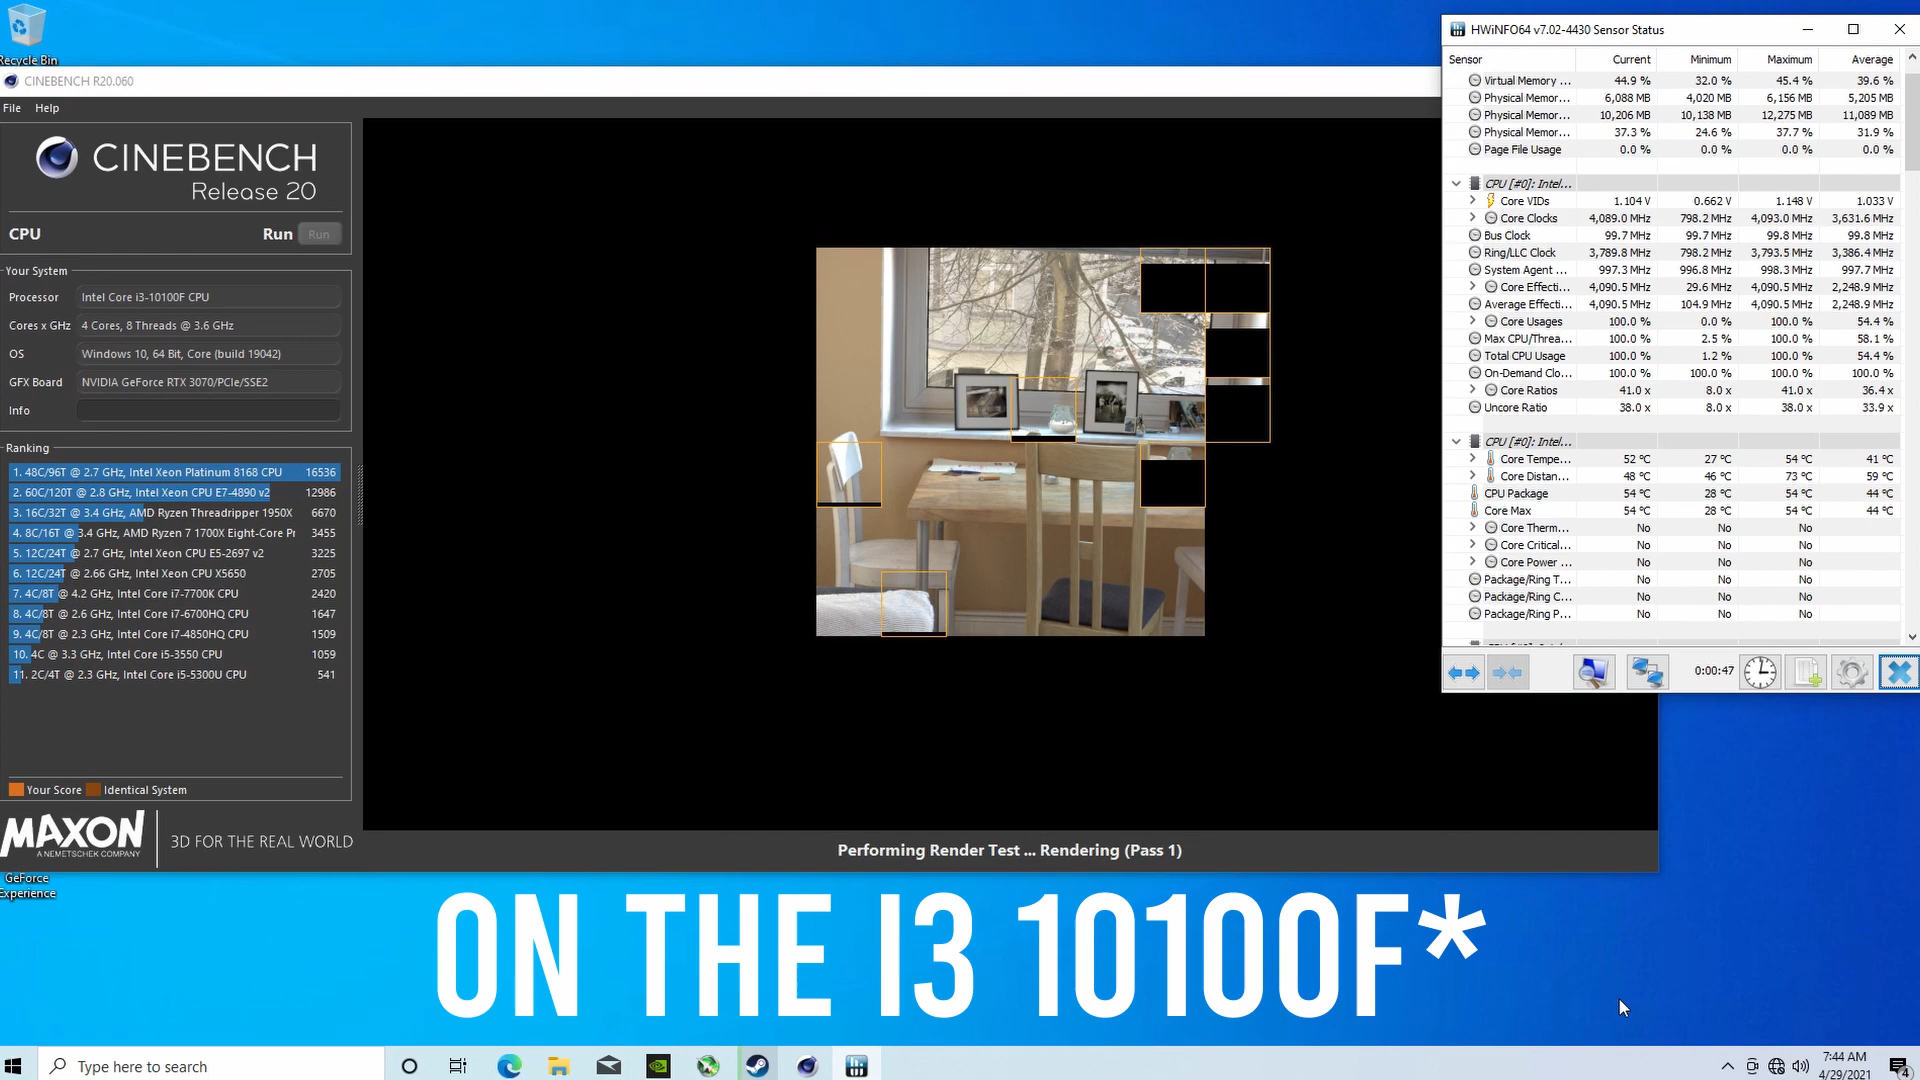 Recycle Bin
CINEBENCH R20.060
File Help
CINEBENCH
Release 20
CPU Run Run
Your System
Processor Intel Core i3-10100F CPU
Cores x GHz 4 Cores, 8 Threads @ 3.6 GHz
OS Windows 10, 64 Bit, Core (build 19042)
GFX Board NVIDIA GeForce RTX 3070/PCIe/SSE2
Info
Ranking
1. 48C/96T @ 2.7 GHz, Intel Xeon Platinum 8168 CPU 16536
2. 60C/120T @ 2.8 GHz, Intel Xeon CPU E7-4890 v2 12986
3. 16C/32T @ 3.4 GHz, AMD Ryzen Threadripper 1950X 6670
4. 8C/16T @ 3.4 GHz, AMD Ryzen 7 1700X Eight-Core Pr 3455
5. 12C/24T @ 2.7 GHz, Intel Xeon CPU E5-2697 v2 3225
6. 12C/24T @ 2.66 GHz, Intel Xeon CPU X5650 2705
7. 4C/8T @ 4.2 GHz, Intel Core i7-7700K CPU 2420
8. 4C/8T @ 2.6 GHz, Intel Core i7-6700HQ CPU 1647
9. 4C/8T @ 2.3 GHz, Intel Core i7-4850HQ CPU 1509
10. 4C @ 3.3 GHz, Intel Core i5-3550 CPU 1059
11. 2C/4T @ 2.3 GHz, Intel Core i5-5300U CPU 541
Your Score Identical System
MAXON
A NEMETSCHEK COMPANY
3D FOR THE REAL WORLD
Performing Render Test ... Rendering (Pass 1)
GeForce
Experience
HWiNFO64 v7.02-4430 Sensor Status
Sensor Current Minimum Maximum Average
Virtual Memory ... 44.9 % 32.0 % 45.4 % 39.6 %
Physical Memor... 6,088 MB 4,020 MB 6,156 MB 5,205 MB
Physical Memor... 10,206 MB 10,138 MB 12,275 MB 11,089 MB
Physical Memor... 37.3 % 24.6 % 37.7 % 31.9 %
Page File Usage 0.0 % 0.0 % 0.0 % 0.0 %
CPU [#0]: Intel...
Core VIDs 1.104 V 0.662 V 1.148 V 1.033 V
Core Clocks 4,089.0 MHz 798.2 MHz 4,093.0 MHz 3,631.6 MHz
Bus Clock 99.7 MHz 99.7 MHz 99.8 MHz 99.8 MHz
Ring/LLC Clock 3,789.8 MHz 798.2 MHz 3,793.5 MHz 3,386.4 MHz
System Agent ... 997.3 MHz 996.8 MHz 998.3 MHz 997.7 MHz
Core Effecti... 4,090.5 MHz 29.6 MHz 4,090.5 MHz 2,248.9 MHz
Average Effecti... 4,090.5 MHz 104.9 MHz 4,090.5 MHz 2,248.9 MHz
Core Usages 100.0 % 0.0 % 100.0 % 54.4 %
Max CPU/Threa... 100.0 % 2.5 % 100.0 % 58.1 %
Total CPU Usage 100.0 % 1.2 % 100.0 % 54.4 %
On-Demand Clo... 100.0 % 100.0 % 100.0 % 100.0 %
Core Ratios 41.0 x 8.0 x 41.0 x 36.4 x
Uncore Ratio 38.0 x 8.0 x 38.0 x 33.9 x
CPU [#0]: Intel...
Core Tempe... 52 °C 27 °C 54 °C 41 °C
Core Distan... 48 °C 46 °C 73 °C 59 °C
CPU Package 54 °C 28 °C 54 °C 44 °C
Core Max 54 °C 28 °C 54 °C 44 °C
Core Therm... No No No
Core Critical... No No No
Core Power ... No No No
Package/Ring T... No No No
Package/Ring C... No No No
Package/Ring P... No No No
0:00:47
ON THE I3 10100F*
Type here to search
7:44 AM
4/29/2021
4